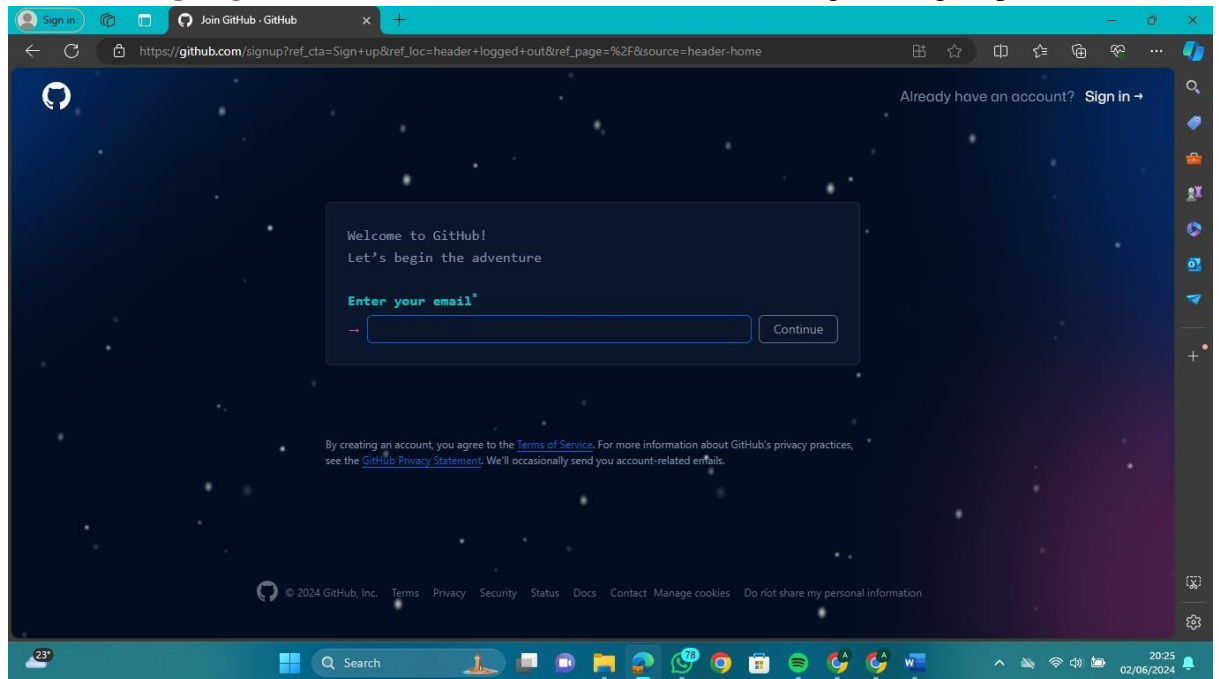 Sign in
Join GitHub · GitHub
https://github.com/signup?ref_cta=Sign+up&ref_loc=header+logged+out&ref_page=%2F&source=header-home
Already have an account? Sign in →
Welcome to GitHub!
Let's begin the adventure
Enter your email*
→ Continue
By creating an account, you agree to the Terms of Service. For more information about GitHub's privacy practices,
see the GitHub Privacy Statement. We'll occasionally send you account-related emails.
© 2024 GitHub, Inc. Terms Privacy Security Status Docs Contact Manage cookies Do not share my personal information
23°
Search
78
20:25
02/06/2024